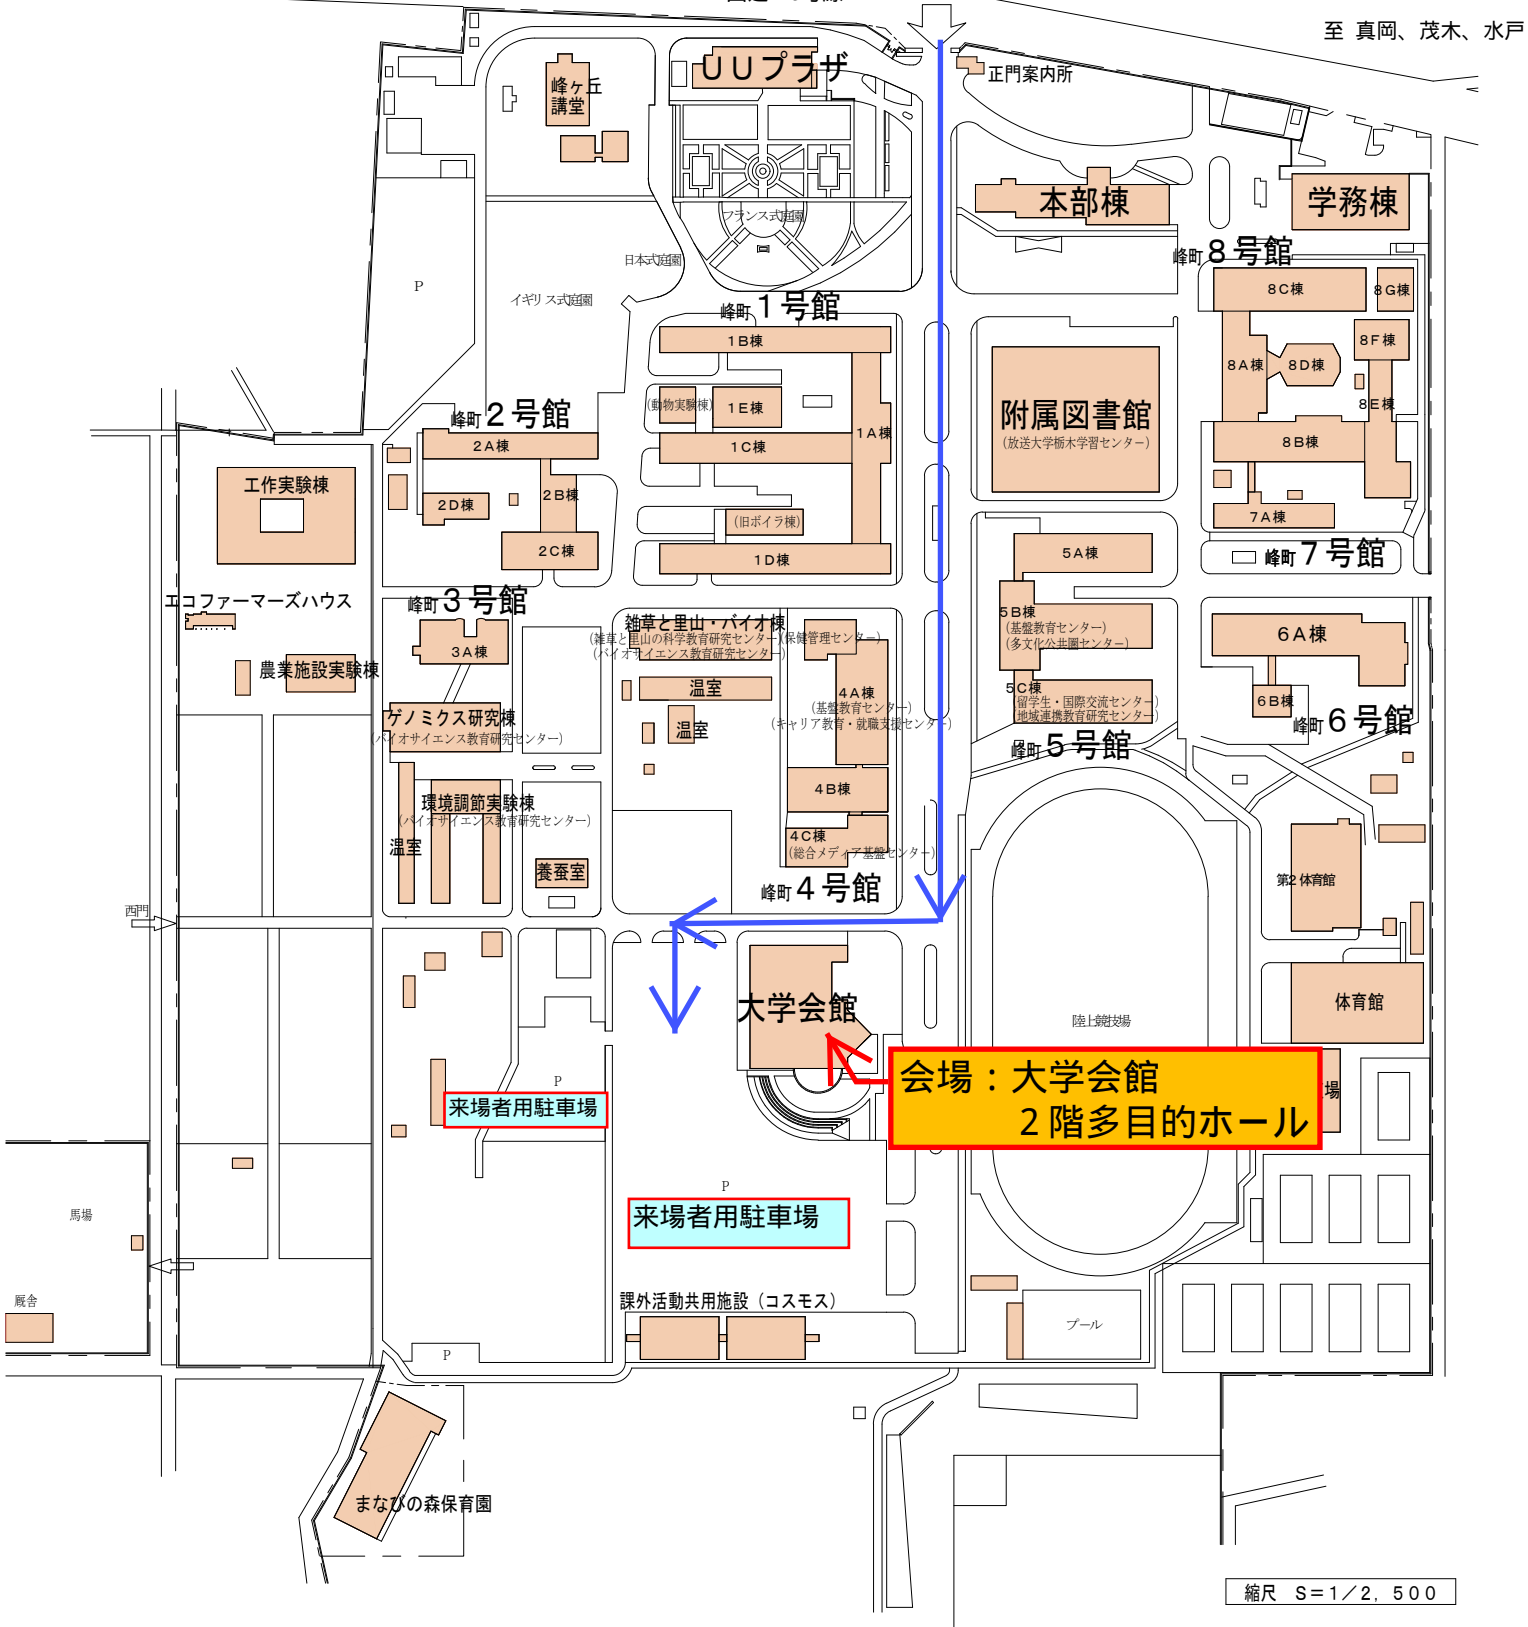 至 真岡、茂木、水戸
正門案内所
UUプラザ
峰ヶ丘
講堂
本部棟
学務棟
フランス式庭園
日本式庭園
イギリス式庭園
P
峰町8号館
8C棟
8G棟
8F棟
8A棟
8D棟
8E棟
8B棟
7A棟
峰町7号館
峰町1号館
1B棟
(動物実験棟)
1E棟
1A棟
1C棟
(旧ボイラ棟)
1D棟
附属図書館
(放送大学栃木学習センター)
峰町2号館
2A棟
2D棟
2B棟
2C棟
工作実験棟
エコファーマーズハウス
農業施設実験棟
峰町3号館
3A棟
ゲノミクス研究棟
(バイオサイエンス教育研究センター)
環境調節実験棟
(バイオサイエンス教育研究センター)
温室
養蚕室
雑草と里山・バイオ棟
(雑草と里山の科学教育研究センター)
(バイオサイエンス教育研究センター)
(保健管理センター)
温室
温室
4A棟
(基盤教育センター)
(キャリア教育・就職支援センター)
4B棟
4C棟
(総合メディア基盤センター)
峰町4号館
5A棟
5B棟
(基盤教育センター)
(多文化公共圏センター)
5C棟
(留学生・国際交流センター)
(地域連携教育研究センター)
峰町5号館
6A棟
6B棟
峰町6号館
第2体育館
体育館
陸上競技場
西門
大学会館
会場：大学会館
2階多目的ホール
場
P
来場者用駐車場
P
来場者用駐車場
馬場
厩舎
課外活動共用施設（コスモス）
プール
P
まなびの森保育園
縮尺 S＝1／2，500